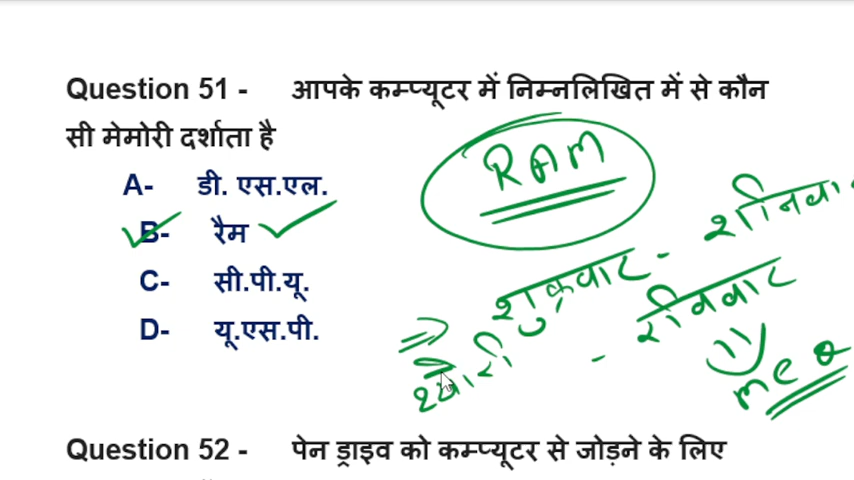 Question 51 - आपके कम्प्यूटर में निम्नलिखित में से कौन
सी मेमोरी दर्शाता है
RAM
A- डी. एस.एल.
B- रैम
C- सी.पी.यू.
D- यू.एस.पी.
शुक्रवार - शनिवा
थ्योरी - रविवार
MCQ
Question 52 - पेन ड्राइव को कम्प्यूटर से जोड़ने के लिए